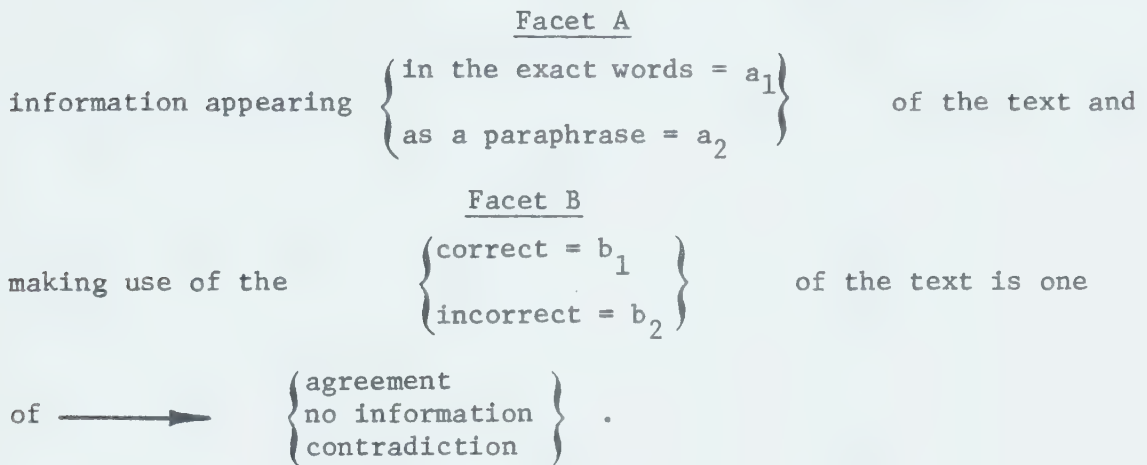 Facet A
in the exact words = a1
information appearing of the text and
as a paraphrase = a2
Facet B
correct = b1
making use of the of the text is one
incorrect = b2
agreement
of no information .
contradiction